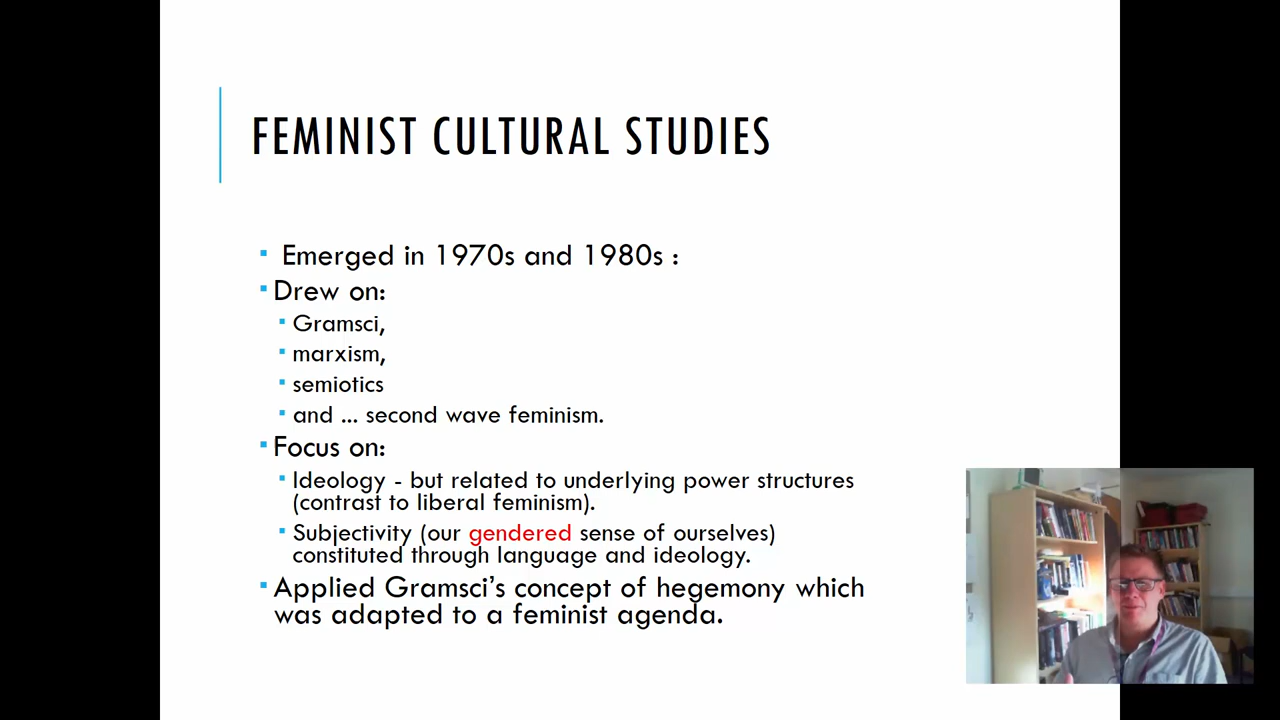 FEMINIST CULTURAL STUDIES
▪ Emerged in 1970s and 1980s :
▪ Drew on:
▪ Gramsci,
▪ marxism,
▪ semiotics
▪ and ... second wave feminism.
▪ Focus on:
▪ Ideology - but related to underlying power structures
(contrast to liberal feminism).
▪ Subjectivity (our gendered sense of ourselves)
constituted through language and ideology.
▪ Applied Gramsci's concept of hegemony which
was adapted to a feminist agenda.